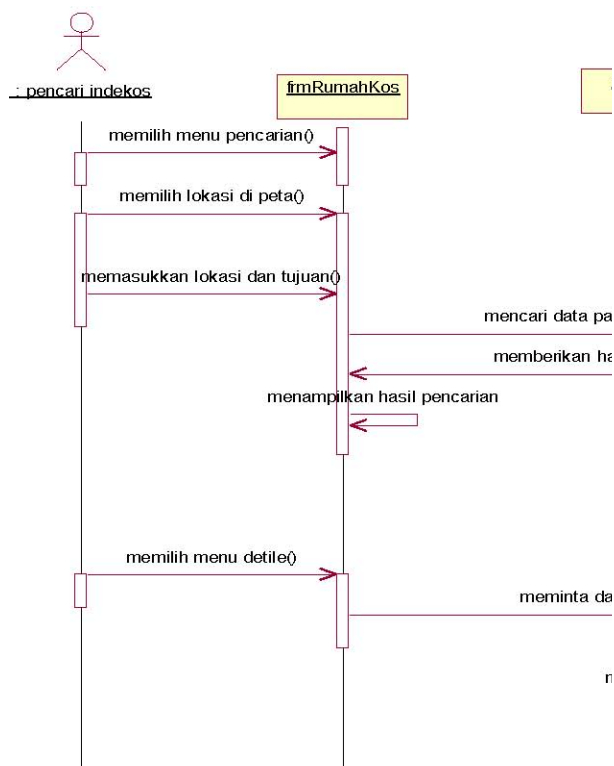 : pencari indekos
frmRumahKos
memilih menu pencarian()
memilih lokasi di peta()
memasukkan lokasi dan tujuan()
mencari data pa
memberikan ha
menampilkan hasil pencarian
memilih menu detile()
meminta da